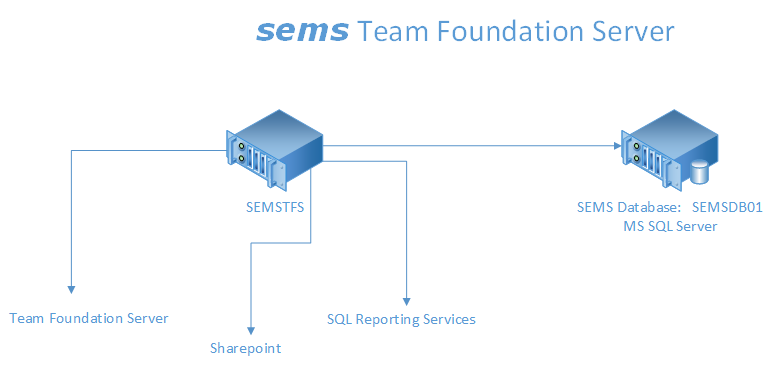 sems Team Foundation Server
SEMSTFS
SEMS Database: SEMSDB01
MS SQL Server
Team Foundation Server
SQL Reporting Services
Sharepoint